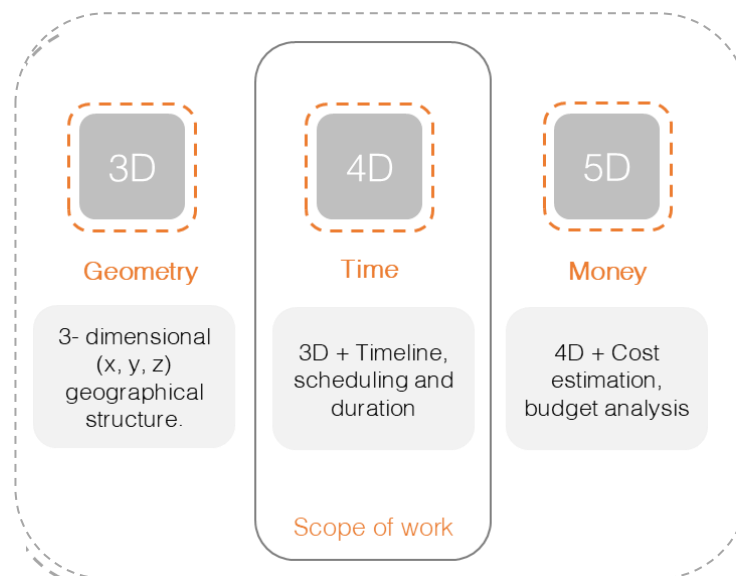 3D
Geometry
3- dimensional
(x, y, z)
geographical
structure.
4D
Time
3D + Timeline,
scheduling and
duration
Scope of work
5D
Money
4D + Cost
estimation,
budget analysis